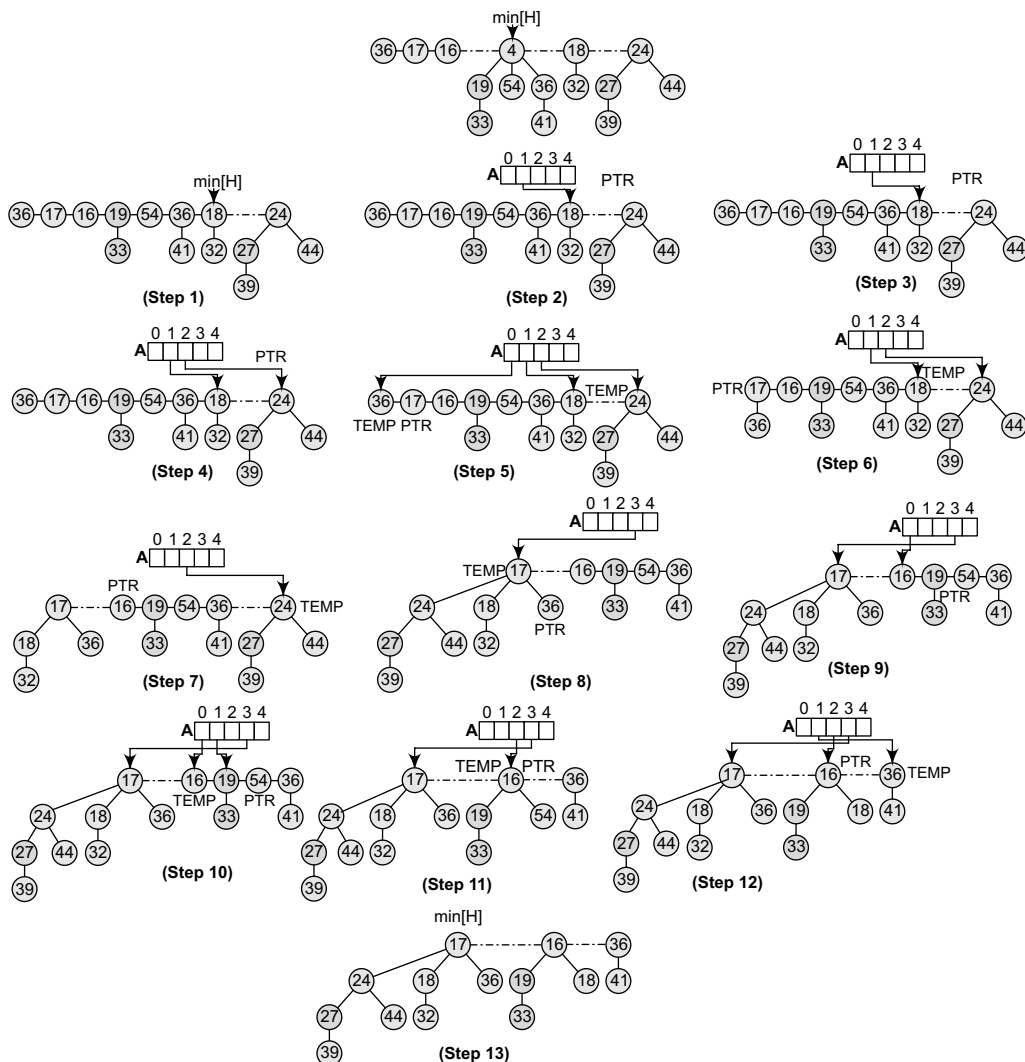 min[H]
36 17 16 4 18 24
19 54 36 32 27 44
33 41 39
0 1 2 3 4
A
min[H]
36 17 16 19 54 36 18 24
33 41 32 27 44
39
(Step 1)
0 1 2 3 4
A
PTR
36 17 16 19 54 36 18 24
33 41 32 27 44
39
(Step 2)
0 1 2 3 4
A
PTR
36 17 16 19 54 36 18 24
33 41 32 27 44
39
(Step 3)
0 1 2 3 4
A
PTR
36 17 16 19 54 36 18 24
33 41 32 27 44
39
(Step 4)
0 1 2 3 4
A
TEMP
36 17 16 19 54 36 18 24
TEMP PTR
33 41 32 27 44
39
(Step 5)
0 1 2 3 4
A
TEMP
PTR 17 16 19 54 36 18 24
36 33 41 32 27 44
39
(Step 6)
0 1 2 3 4
A
PTR
17 16 19 54 36 24 TEMP
18 36 33 41 27 44
32 39
(Step 7)
0 1 2 3 4
A
TEMP 17 16 19 54 36
24 18 36 33 41
PTR
27 44 32
39
(Step 8)
0 1 2 3 4
A
17 16 19 54 36
PTR
24 18 36 33 41
27 44 32
39
(Step 9)
0 1 2 3 4
A
17 16 19 54 36
TEMP PTR
24 18 36 33 41
27 44 32
39
(Step 10)
0 1 2 3 4
A
TEMP PTR
17 16 36
24 18 36 19 54 41
27 44 32 33
39
(Step 11)
0 1 2 3 4
A
PTR
17 16 36 TEMP
24 18 36 19 18 41
27 44 32 33
39
(Step 12)
min[H]
17 16 36
24 18 36 19 18 41
27 44 32 33
39
(Step 13)